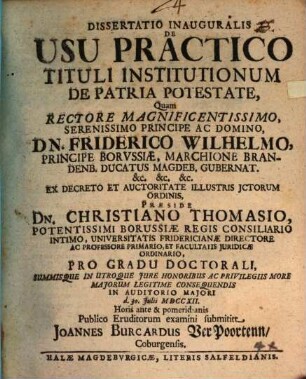 DISSERTATIO INAUGURALIS
DE
USU PRACTICO
TITULI INSTITUTIONUM
DE PATRIA POTESTATE,
Quam
RECTORE MAGNIFICENTISSIMO,
SERENISSIMO PRINCIPE AC DOMINO,
DN. FRIDERICO WILHELMO,
PRINCIPE BORVSSIÆ, MARCHIONE BRAN-
DENB. DUCATUS MAGDEB. GUBERNAT.
&c. &c. &c.
EX DECRETO ET AUCTORITATE ILLUSTRIS JCTORUM
ORDINIS,
PRÆSIDE
DN. CHRISTIANO THOMASIO,
POTENTISSIMI BORUSSIÆ REGIS CONSILIARIO
INTIMO, UNIVERSITATIS FRIDERICIANÆ DIRECTORE
AC PROFESSORE PRIMARIO, ET FACULTATIS JURIDICÆ
ORDINARIO,
PRO GRADU DOCTORALI,
SUMMISQUE IN UTROQUE JURE HONORIBUS AC PRIVILEGIIS MORE
MAJORUM LEGITIME CONSEQUENDIS
IN AUDITORIO MAJORI
d. 30. Julii MDCCXII.
Horis ante & pomeridianis
Publico Eruditorum examini submittit
JOANNES BURCARDUS VerPoortenn/
Coburgensis.
HALÆ MAGDEBVRGICÆ, LITERIS SALFELDIANIS.